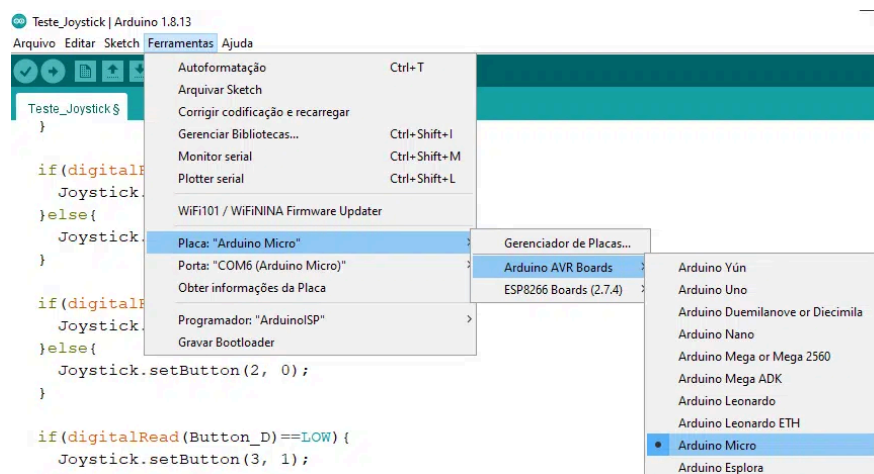 Teste_Joystick | Arduino 1.8.13
Arquivo Editar Sketch Ferramentas Ajuda
Teste_Joystick §
Autoformatação Ctrl+T
Arquivar Sketch
Corrigir codificação e recarregar
Gerenciar Bibliotecas... Ctrl+Shift+I
Monitor serial Ctrl+Shift+M
Plotter serial Ctrl+Shift+L
WiFi101 / WiFiNINA Firmware Updater
Placa: "Arduino Micro"
Porta: "COM6 (Arduino Micro)"
Obter informações da Placa
Programador: "ArduinoISP"
Gravar Bootloader
Gerenciador de Placas...
Arduino AVR Boards
ESP8266 Boards (2.7.4)
Arduino Yún
Arduino Uno
Arduino Duemilanove or Diecimila
Arduino Nano
Arduino Mega or Mega 2560
Arduino Mega ADK
Arduino Leonardo
Arduino Leonardo ETH
Arduino Micro
Arduino Esplora
}
if(digital
Joystick.
}else{
Joystick.
}
if(digital
Joystick.
}else{
Joystick.setButton(2, 0);
}
if(digitalRead(Button_D)==LOW){
Joystick.setButton(3, 1);